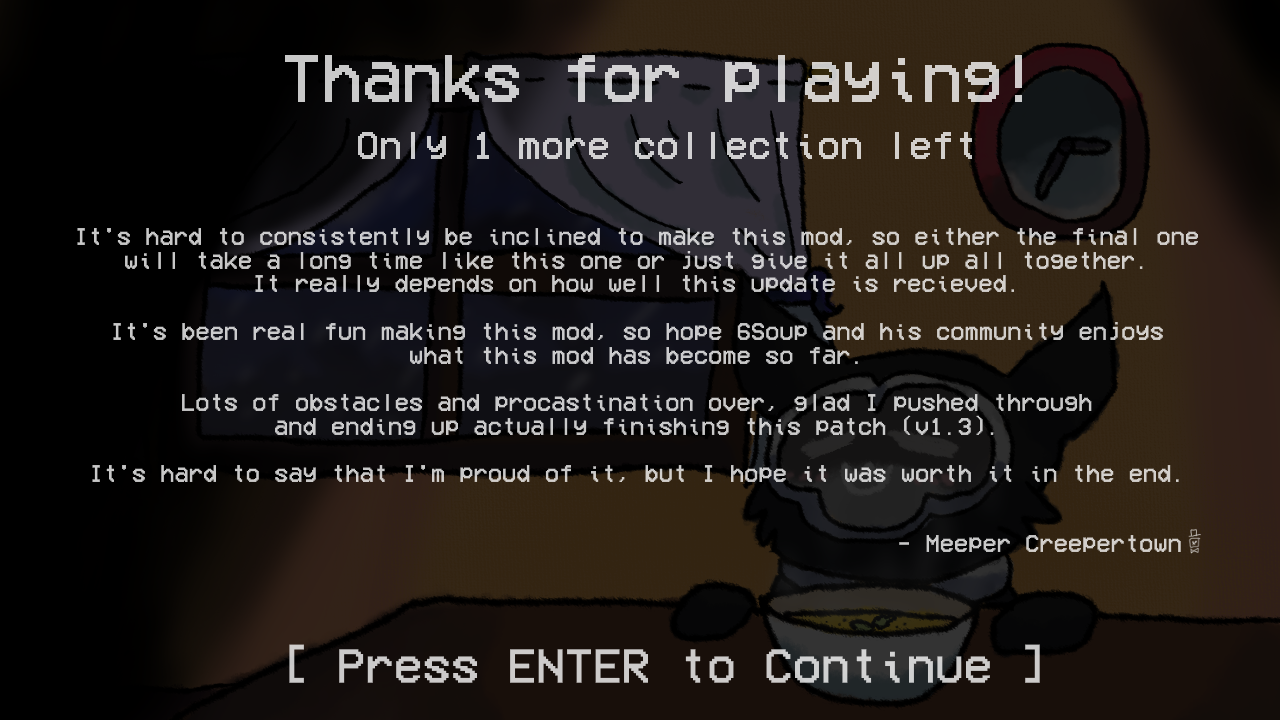 Thanks for playing!
Only 1 more collection left
It's hard to consistently be inclined to make this mod, so either the final one
will take a long time like this one or just give it all up all together.
It really depends on how well this update is recieved.
It's been real fun making this mod, so hope 6Soup and his community enjoys
what this mod has become so far.
Lots of obstacles and procastination over, glad I pushed through
and ending up actually finishing this patch (v1.3).
It's hard to say that I'm proud of it, but I hope it was worth it in the end.
- Meeper Creepertown
[ Press ENTER to Continue ]